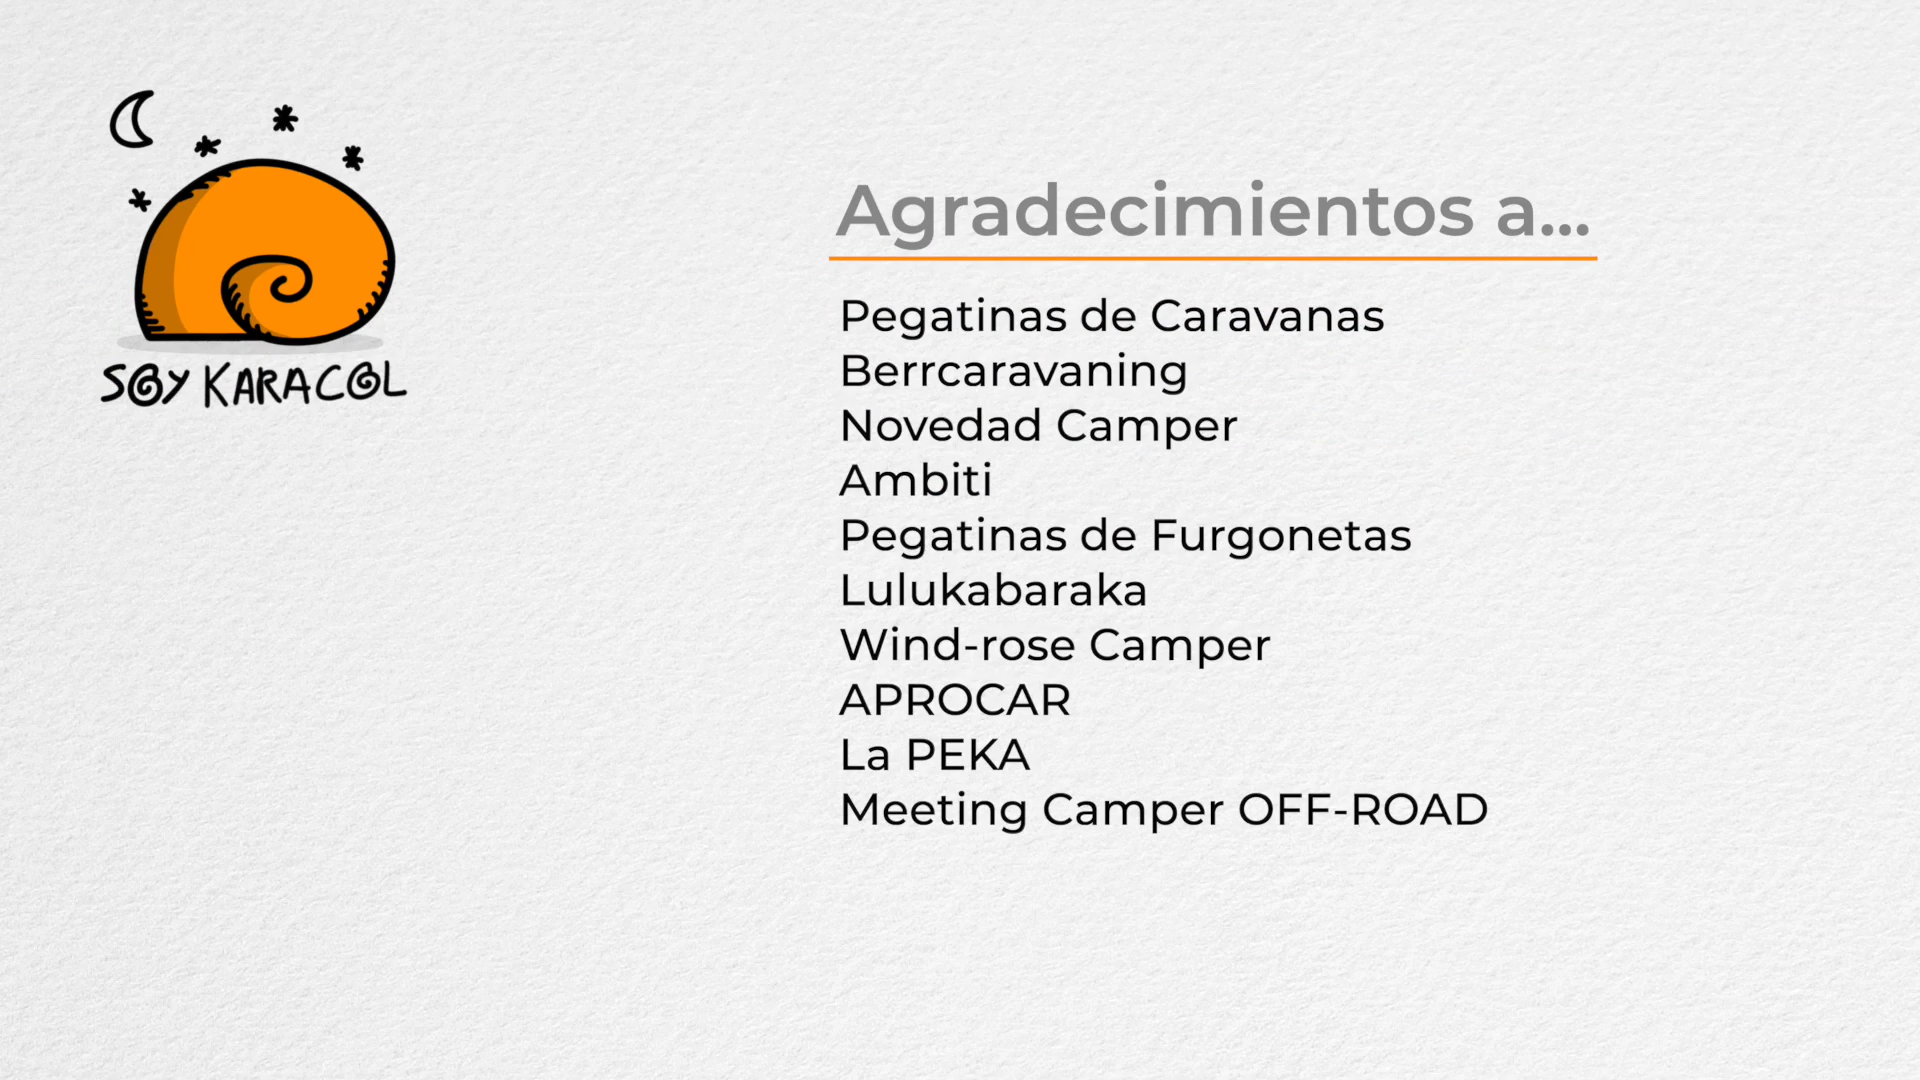 SOY KARACOL
Agradecimientos a...
Pegatinas de Caravanas
Berrcaravaning
Novedad Camper
Ambiti
Pegatinas de Furgonetas
Lulukabaraka
Wind-rose Camper
APROCAR
La PEKA
Meeting Camper OFF-ROAD